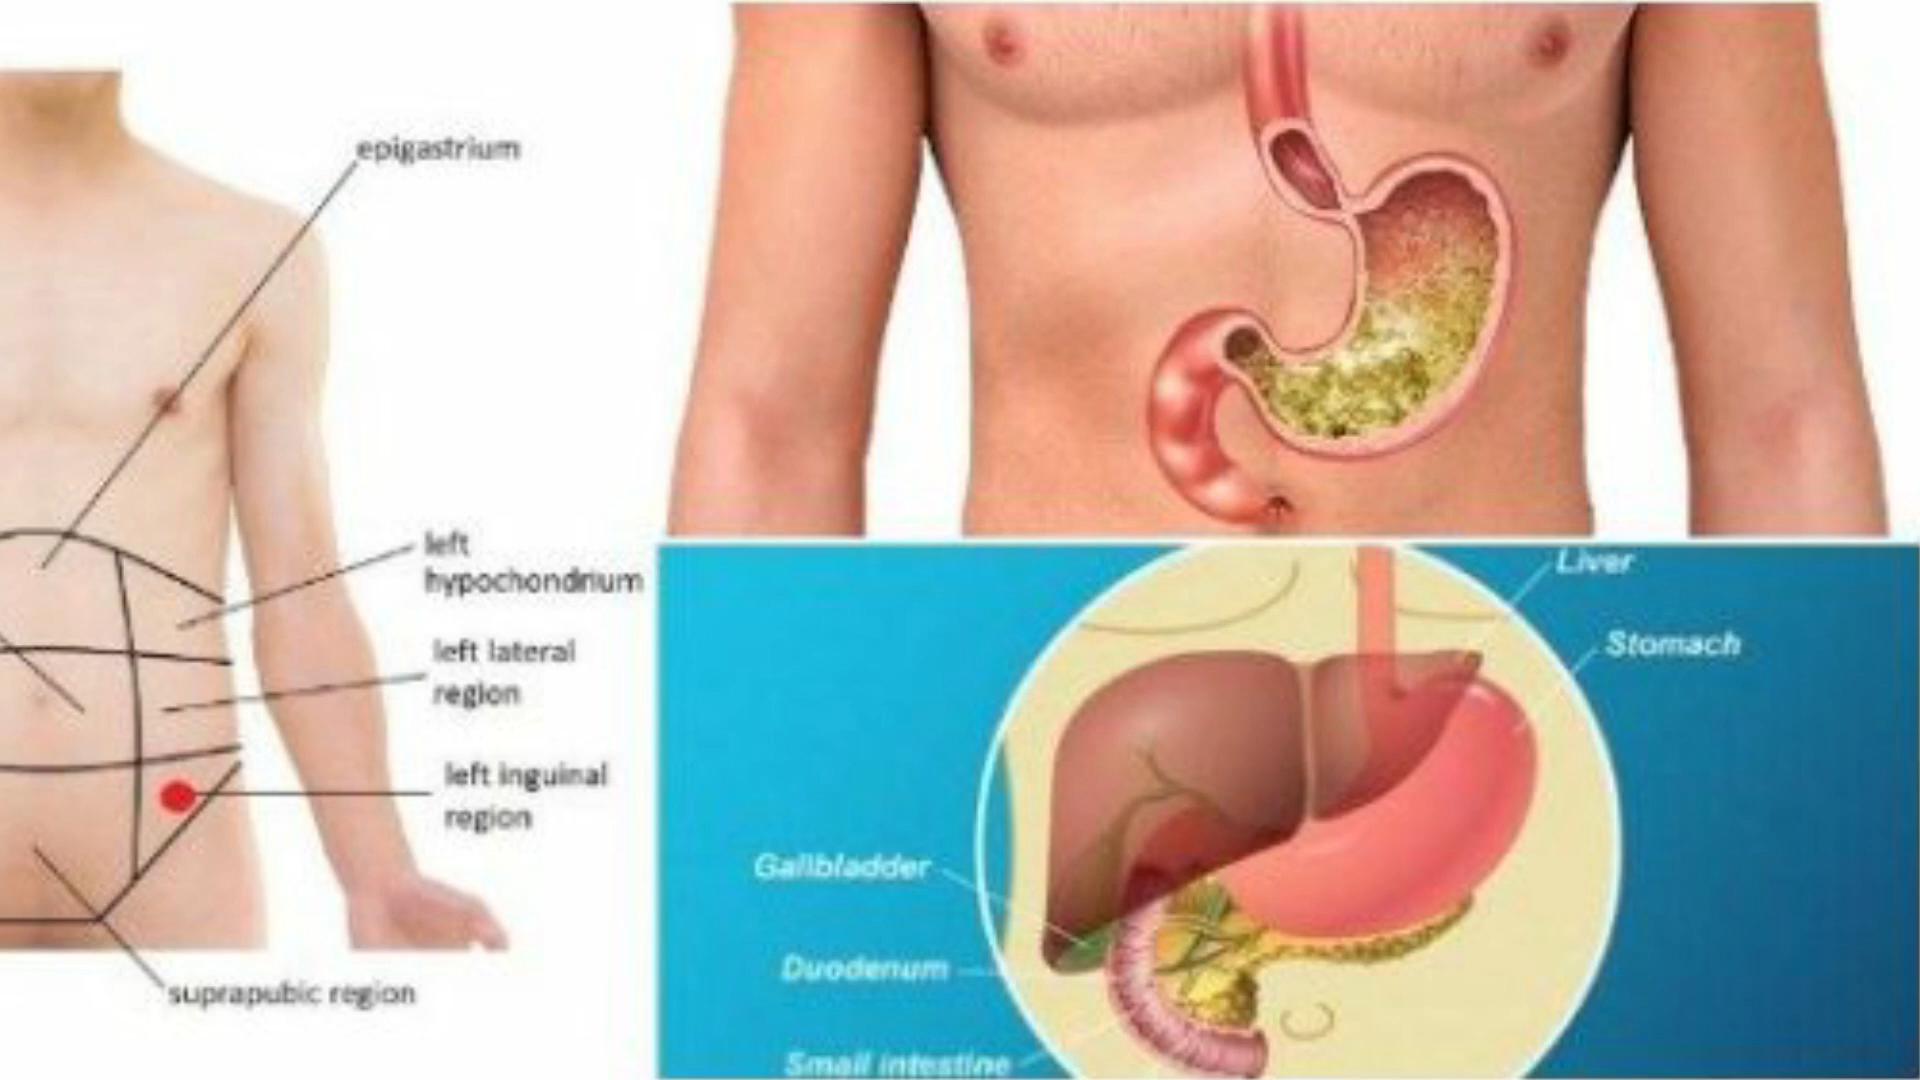 epigastrium
left
hypochondrium
left lateral
region
left inguinal
region
suprapubic region
Liver
Stomach
Gallbladder
Duodenum
Small intestine